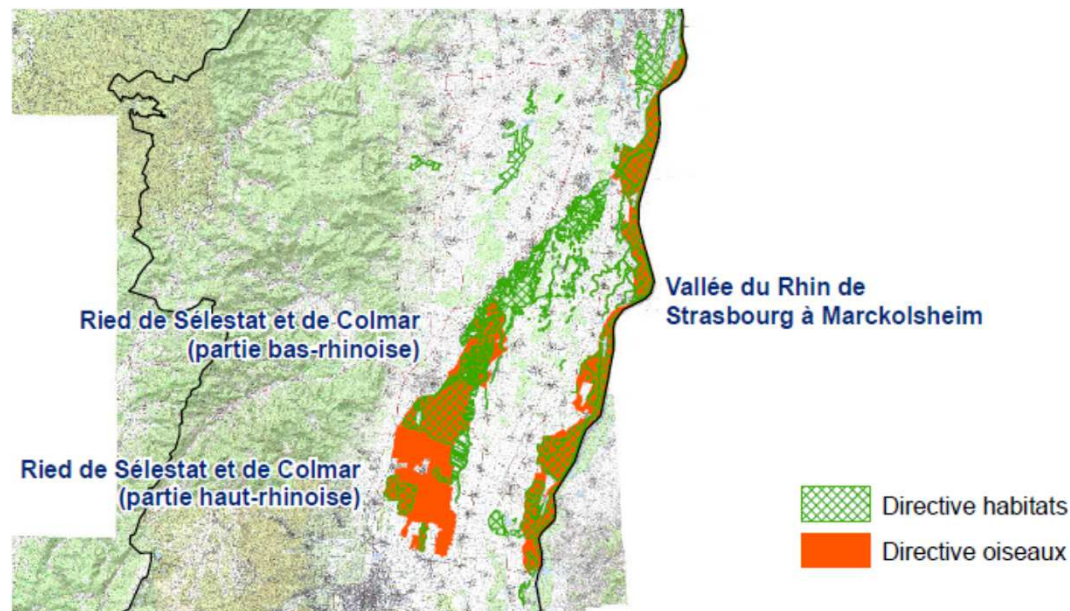 Vallée du Rhin de
Strasbourg à Marckolsheim
Ried de Sélestat et de Colmar
(partie bas-rhinoise)
Ried de Sélestat et de Colmar
(partie haut-rhinoise)
Directive habitats
Directive oiseaux